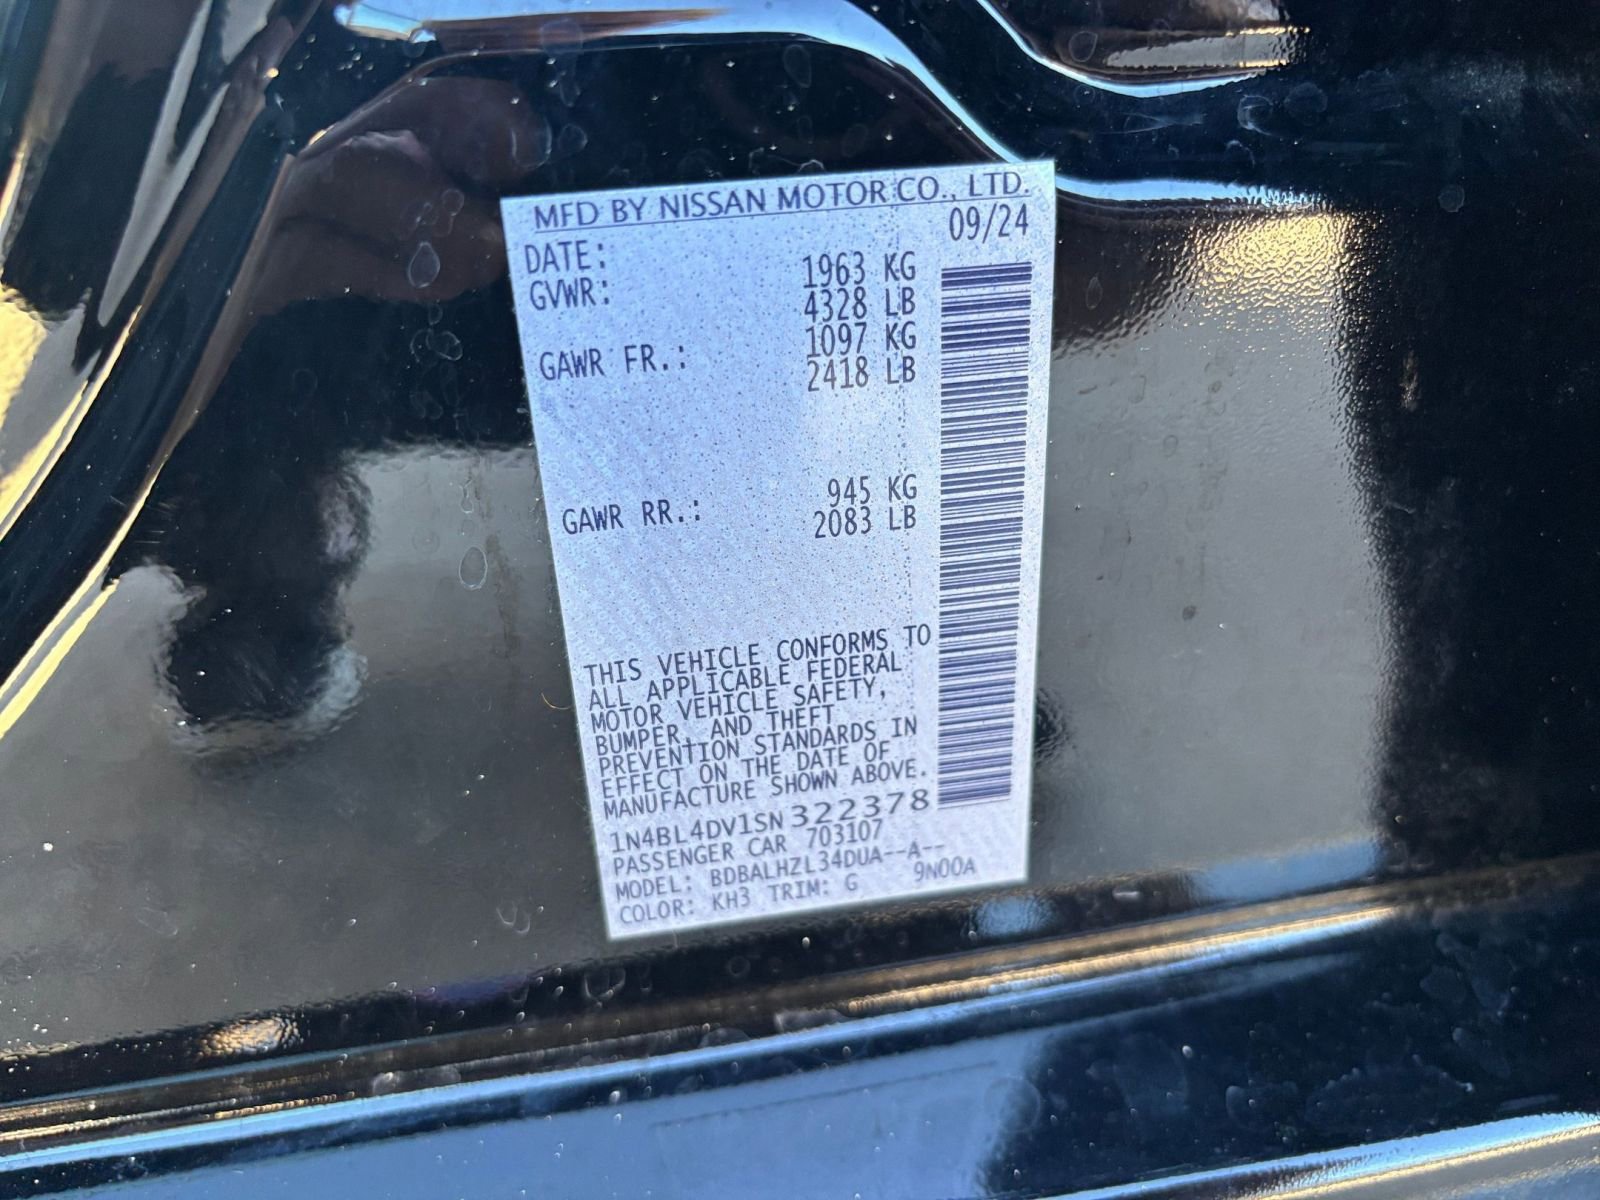 MFD BY NISSAN MOTOR CO., LTD.
DATE: 09/24
GVWR: 1963 KG
4328 LB
GAWR FR.: 1097 KG
2418 LB
GAWR RR.: 945 KG
2083 LB
THIS VEHICLE CONFORMS TO
ALL APPLICABLE FEDERAL
MOTOR VEHICLE SAFETY,
BUMPER, AND THEFT
PREVENTION STANDARDS IN
EFFECT ON THE DATE OF
MANUFACTURE SHOWN ABOVE.
1N4BL4DV1SN322378
PASSENGER CAR 703107
MODEL: BDBALHZL34DUA--A--
COLOR: KH3 TRIM: G 9N00A